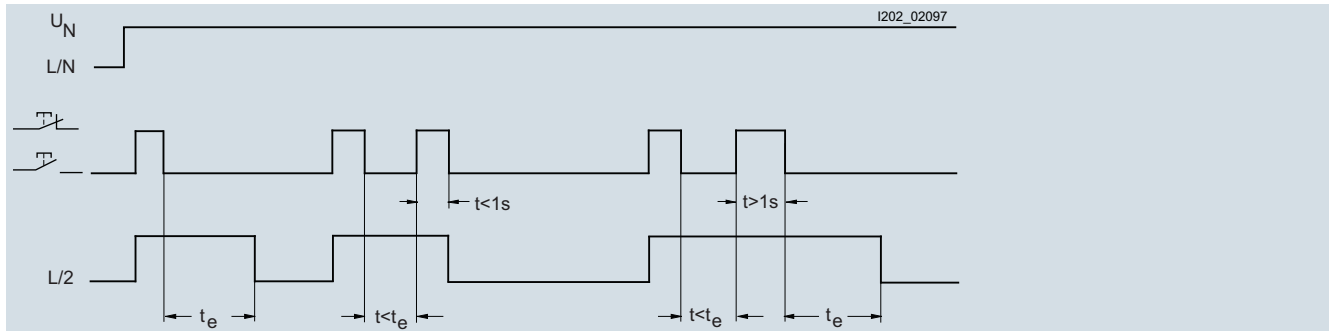 U_N
I202_02097
L/N
t<1s
t>1s
L/2
t_e
t<t_e
t<t_e
t_e